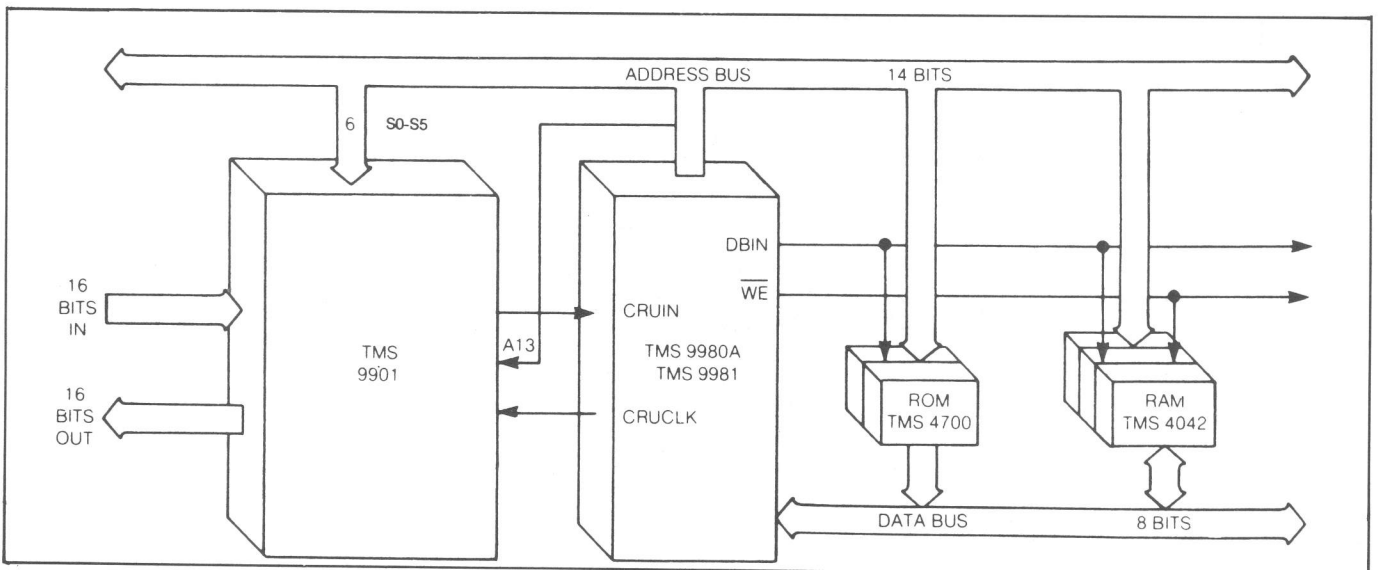 ADDRESS BUS 14 BITS
6 S0-S5
DBIN
16
BITS
IN
WE
CRUIN
TMS
9901
A13
TMS 9980A
TMS 9981
ROM
TMS 4700
RAM
TMS 4042
16
BITS
OUT
CRUCLK
DATA BUS 8 BITS